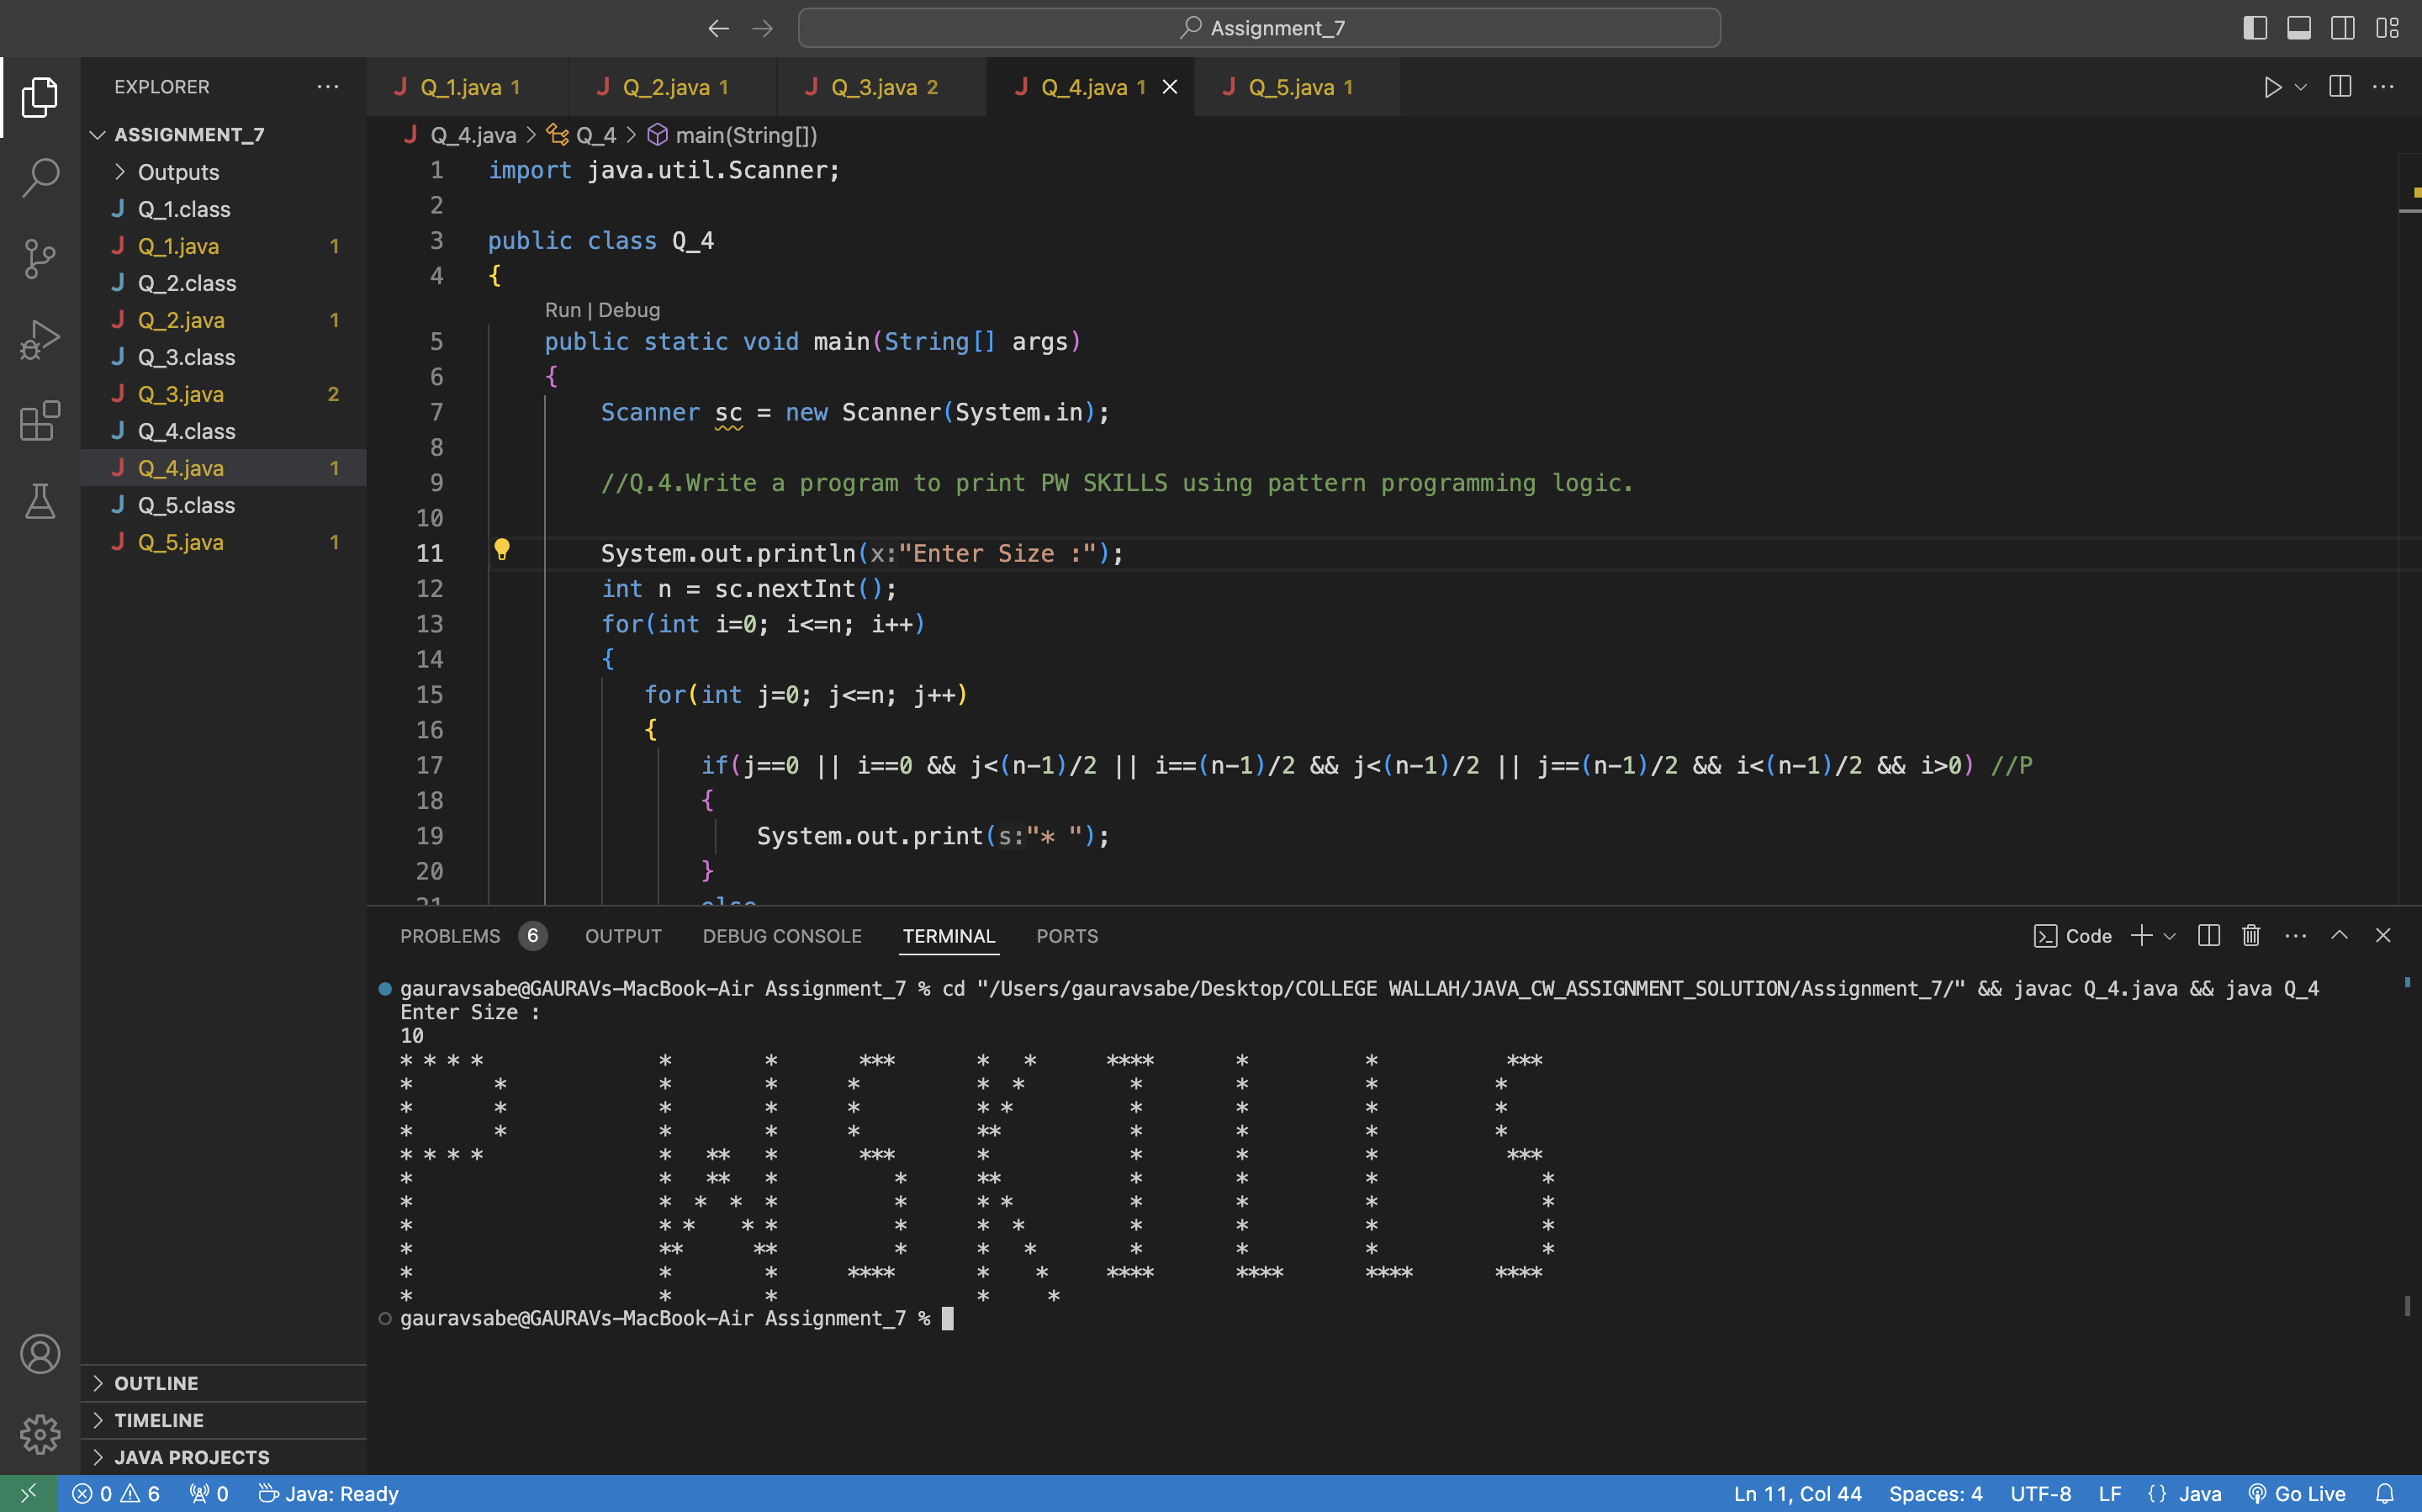 Assignment_7
EXPLORER
ASSIGNMENT_7
Outputs
Q_1.class
Q_1.java 1
Q_2.class
Q_2.java 1
Q_3.class
Q_3.java 2
Q_4.class
Q_4.java 1
Q_5.class
Q_5.java 1
OUTLINE
TIMELINE
JAVA PROJECTS
Q_1.java 1 Q_2.java 1 Q_3.java 2 Q_4.java 1 Q_5.java 1
Q_4.java > Q_4 > main(String[])
1 import java.util.Scanner;
2
3 public class Q_4
4 {
Run | Debug
5 public static void main(String[] args)
6 {
7 Scanner sc = new Scanner(System.in);
8
9 //Q.4.Write a program to print PW SKILLS using pattern programming logic.
10
11 System.out.println(x:"Enter Size :");
12 int n = sc.nextInt();
13 for(int i=0; i<=n; i++)
14 {
15 for(int j=0; j<=n; j++)
16 {
17 if(j==0 || i==0 && j<(n-1)/2 || i==(n-1)/2 && j<(n-1)/2 || j==(n-1)/2 && i<(n-1)/2 && i>0) //P
18 {
19 System.out.print(s:"* ");
20 }
21 else
PROBLEMS 6 OUTPUT DEBUG CONSOLE TERMINAL PORTS Code
gauravsabe@GAURAVs-MacBook-Air Assignment_7 % cd "/Users/gauravsabe/Desktop/COLLEGE WALLAH/JAVA_CW_ASSIGNMENT_SOLUTION/Assignment_7/" && javac Q_4.java && java Q_4
Enter Size :
10
* * * *               *        *       ***       *   *      ****       *          *           ***
*       *             *        *      *          *  *         *        *          *          *
*       *             *        *      *          * *          *        *          *          *
*       *             *        *      *          **           *        *          *          *
* * * *               *   **   *       ***       *            *        *          *           ***
*                     *   **   *          *      **           *        *          *              *
*                     *  *  *  *          *      * *          *        *          *              *
*                     * *    * *          *      *  *         *        *          *              *
*                     **      **          *      *   *        *        *          *              *
*                     *        *      ****       *    *     ****       ****       ****       ****
*                     *        *                 *     *
gauravsabe@GAURAVs-MacBook-Air Assignment_7 %
0 6 0 Java: Ready Ln 11, Col 44 Spaces: 4 UTF-8 LF {} Java Go Live